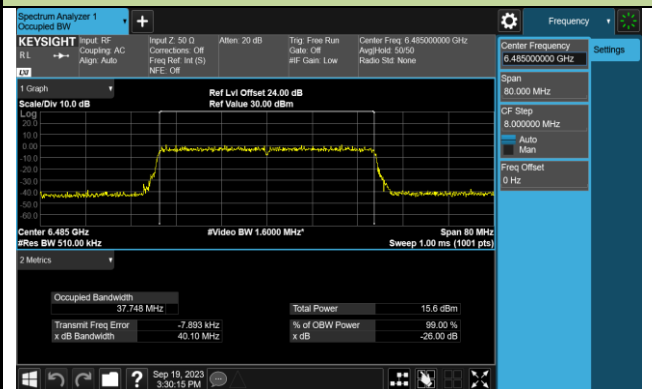 Spectrum Analyzer 1
Occupied BW
Frequency
KEYSIGHT
RL
LXI
Input: RF
Coupling: AC
Align: Auto
Input Z: 50 Ω
Corrections: Off
Freq Ref: Int (S)
NFE: Off
Atten: 20 dB
Trig: Free Run
Gate: Off
#IF Gain: Low
Center Freq: 6.485000000 GHz
Avg|Hold: 50/50
Radio Std: None
Center Frequency
6.485000000 GHz
Settings
Span
80.000 MHz
CF Step
8.000000 MHz
Auto
Man
Freq Offset
0 Hz
1 Graph
Scale/Div 10.0 dB
Ref Lvl Offset 24.00 dB
Ref Value 30.00 dBm
Log
20.0
10.0
0.00
-10.0
-20.0
-30.0
-40.0
-50.0
-60.0
Center 6.485 GHz
#Res BW 510.00 kHz
#Video BW 1.6000 MHz*
Span 80 MHz
Sweep 1.00 ms (1001 pts)
2 Metrics
Occupied Bandwidth
37.748 MHz
Total Power 15.6 dBm
Transmit Freq Error -7.893 kHz
% of OBW Power 99.00 %
x dB Bandwidth 40.10 MHz
x dB -26.00 dB
Sep 19, 2023
3:30:15 PM